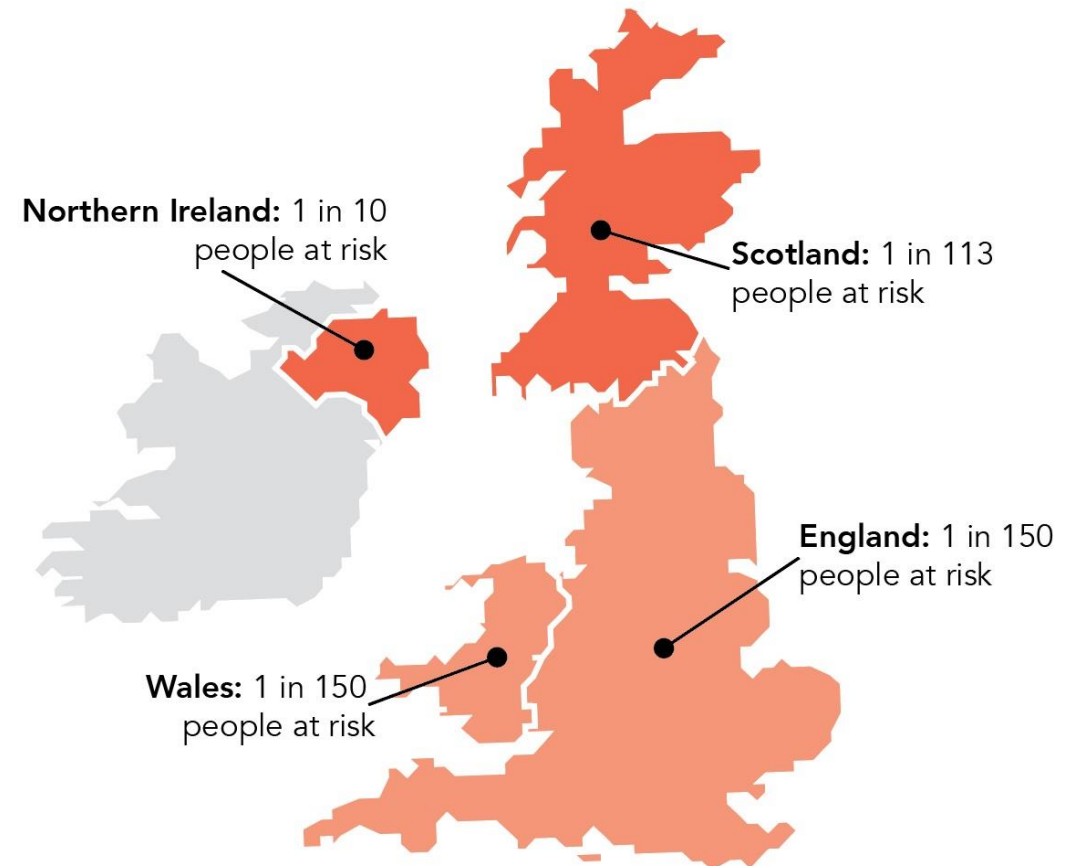 Northern Ireland: 1 in 10
people at risk
Scotland: 1 in 113
people at risk
England: 1 in 150
people at risk
Wales: 1 in 150
people at risk